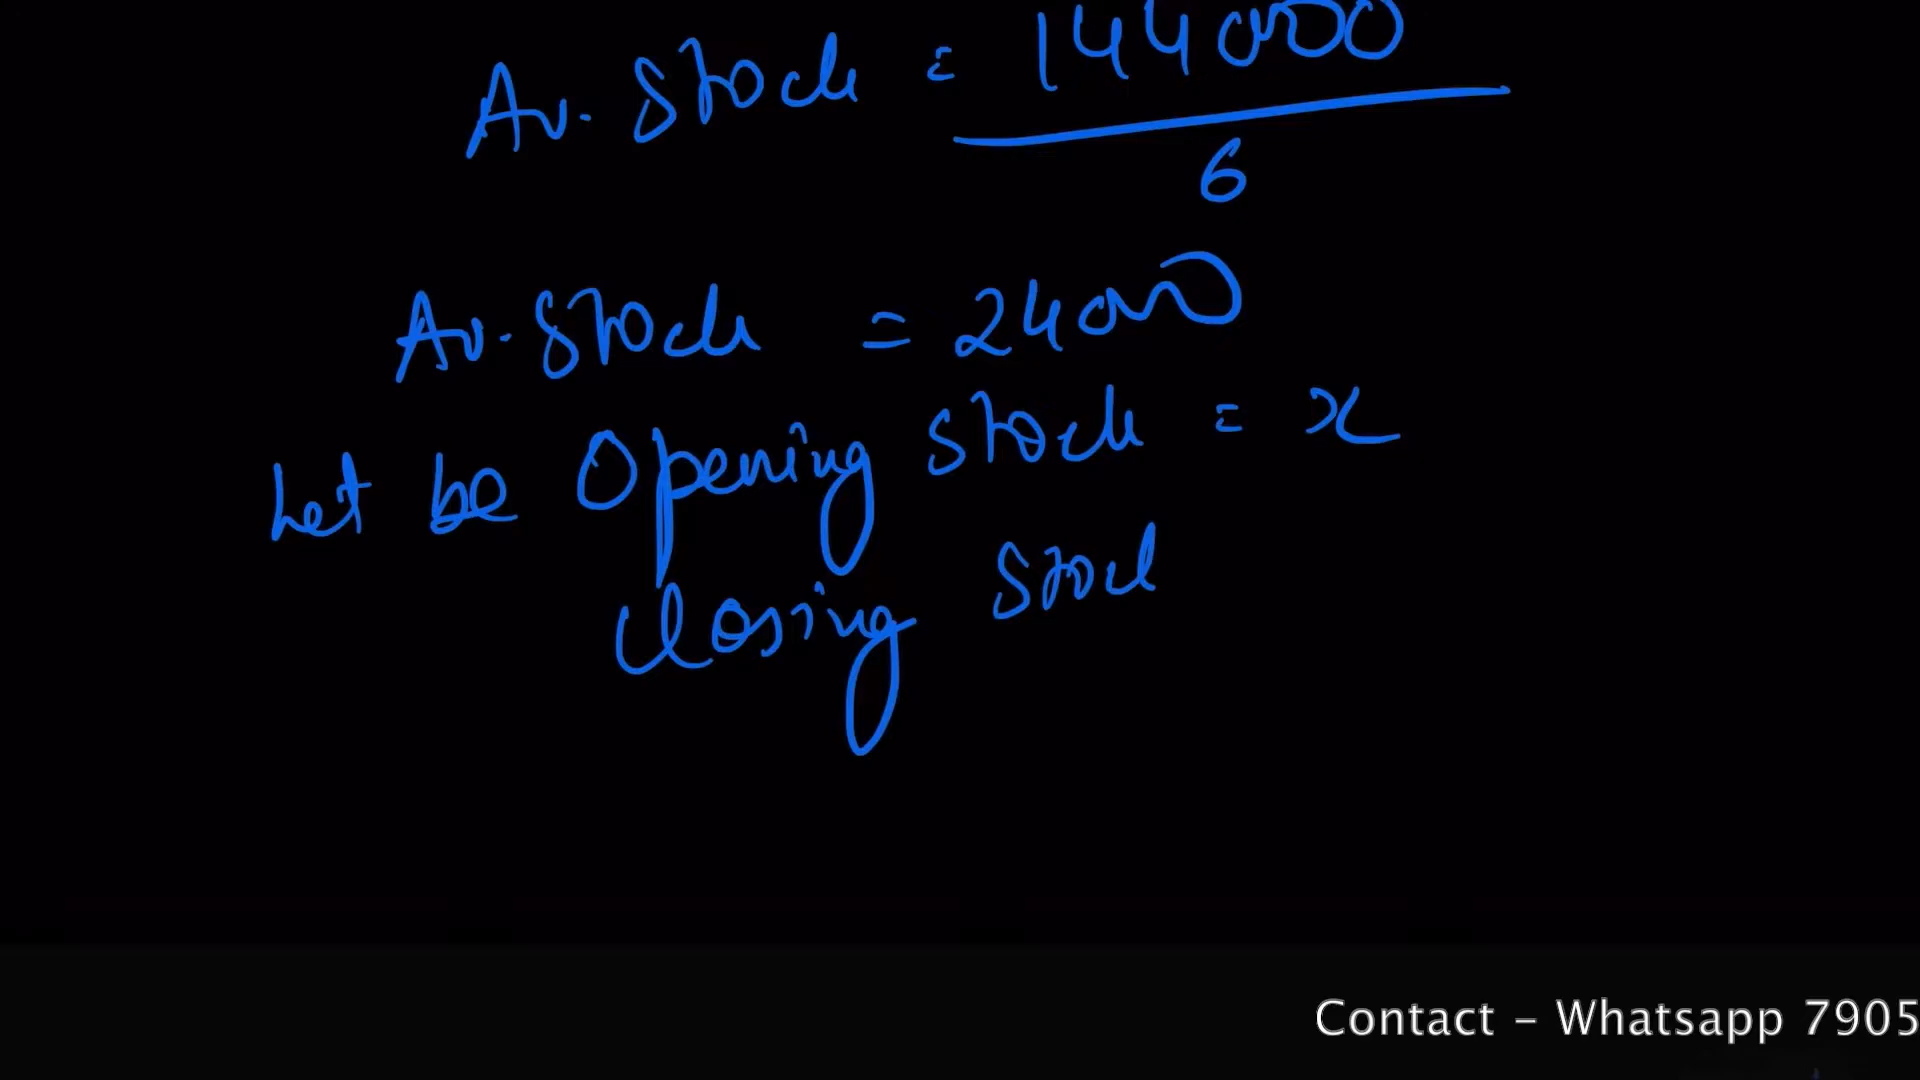 Av. Stock = 144000
6
Av. Stock = 24000
Let be Opening Stock = x
Closing Stock
Contact – Whatsapp 7905